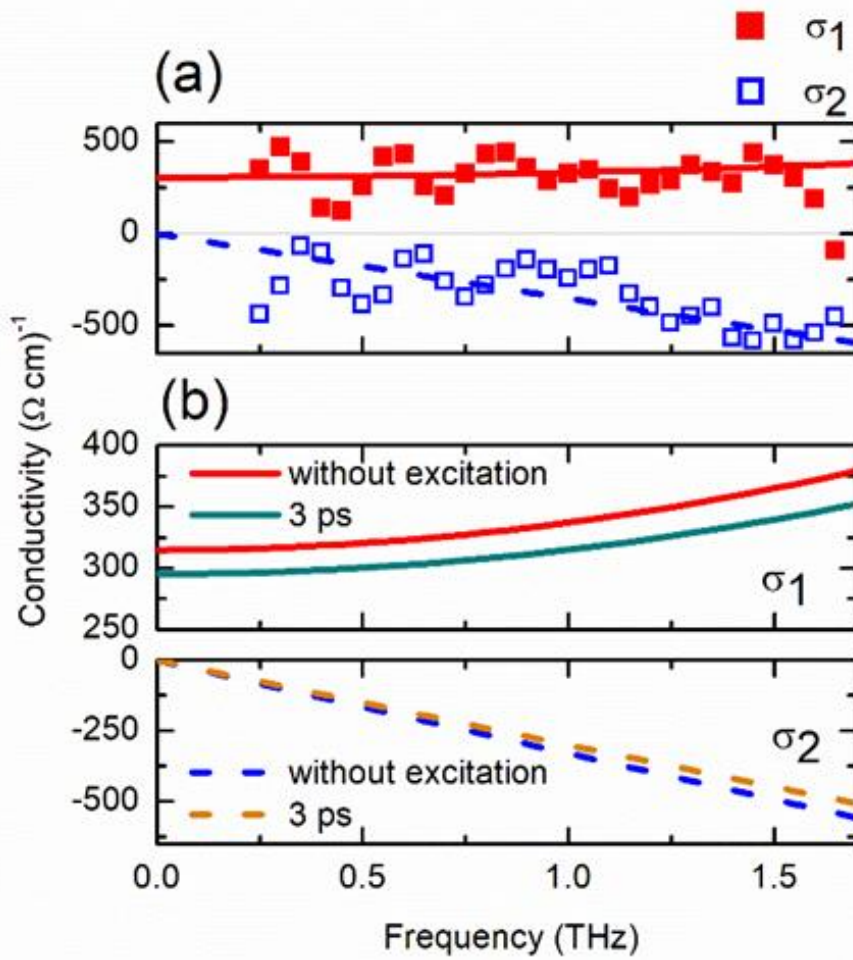 σ1
(a)
σ2
500
0
-500
Conductivity (Ω cm)-1
(b)
400
350
300
250
without excitation
3 ps
σ1
0
-250
-500
σ2
without excitation
3 ps
0.0 0.5 1.0 1.5
Frequency (THz)